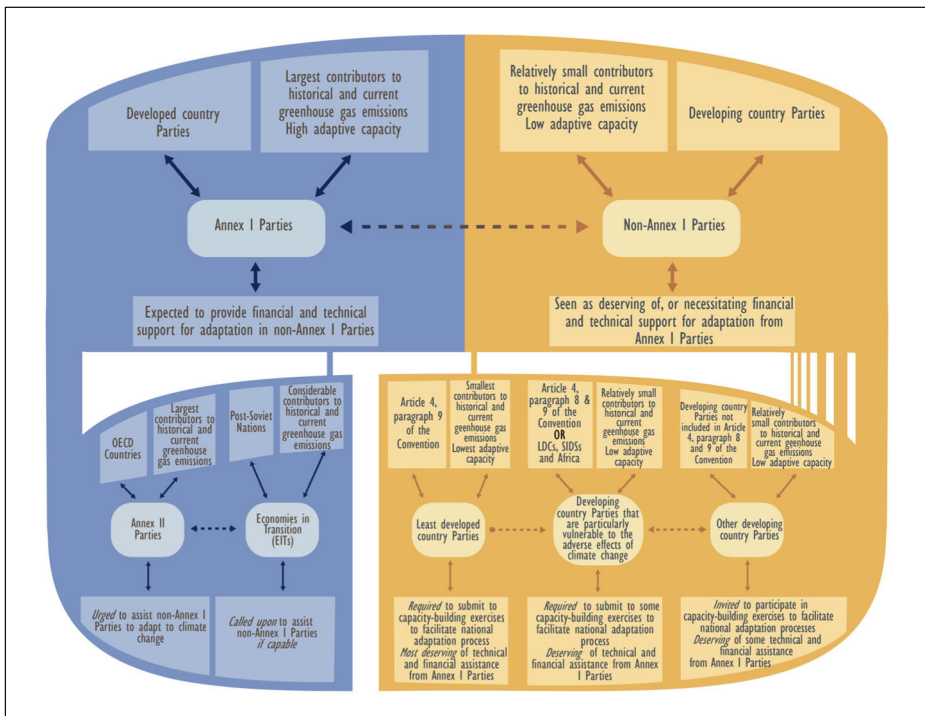 Developed country
Parties
Largest contributors to
historical and current
greenhouse gas emissions
High adaptive capacity
Relatively small contributors
to historical and current
greenhouse gas emissions
Low adaptive capacity
Developing country Parties
Annex I Parties
Non-Annex I Parties
Expected to provide financial and technical
support for adaptation in non-Annex I Parties
Seen as deserving of, or necessitating financial
and technical support for adaptation from
Annex I Parties
OECD
Countries
Largest
contributors to
historical and
current
greenhouse
gas emissions
Post-Soviet
Nations
Considerable
contributors to
historical and
current
greenhouse
gas emissions
Article 4,
paragraph 9
of the
Convention
Smallest
contributors to
historical and
current
greenhouse gas
emissions
Lowest adaptive
capacity
Article 4,
paragraph 8 &
9 of the
Convention
OR
LDCs, SIDSs
and Africa
Relatively small
contributors to
historical and
current
greenhouse gas
emissions
Low adaptive
capacity
Developing country
Parties not
included in Article
4, paragraph 8
and 9 of the
Convention
Relatively
small contributors
to historical and
current greenhouse
gas emissions
Low adaptive capacity
Annex II
Parties
Economies in
Transition
(EITs)
Least developed
country Parties
Developing
country Parties that
are particularly
vulnerable to the
adverse effects of
climate change
Other developing
country Parties
Urged to assist non-Annex I
Parties to adapt to climate
change
Called upon to assist
non-Annex I Parties
if capable
Required to submit to
capacity-building exercises
to facilitate national
adaptation process
Most deserving of technical
and financial assistance
from Annex I Parties
Required to submit to some
capacity-building exercises to
facilitate national adaptation
process
Deserving of technical and
financial assistance from Annex
I Parties
Invited to participate in
capacity-building exercises to facilitate
national adaptation processes
Deserving of some technical and
financial assistance
from Annex I Parties